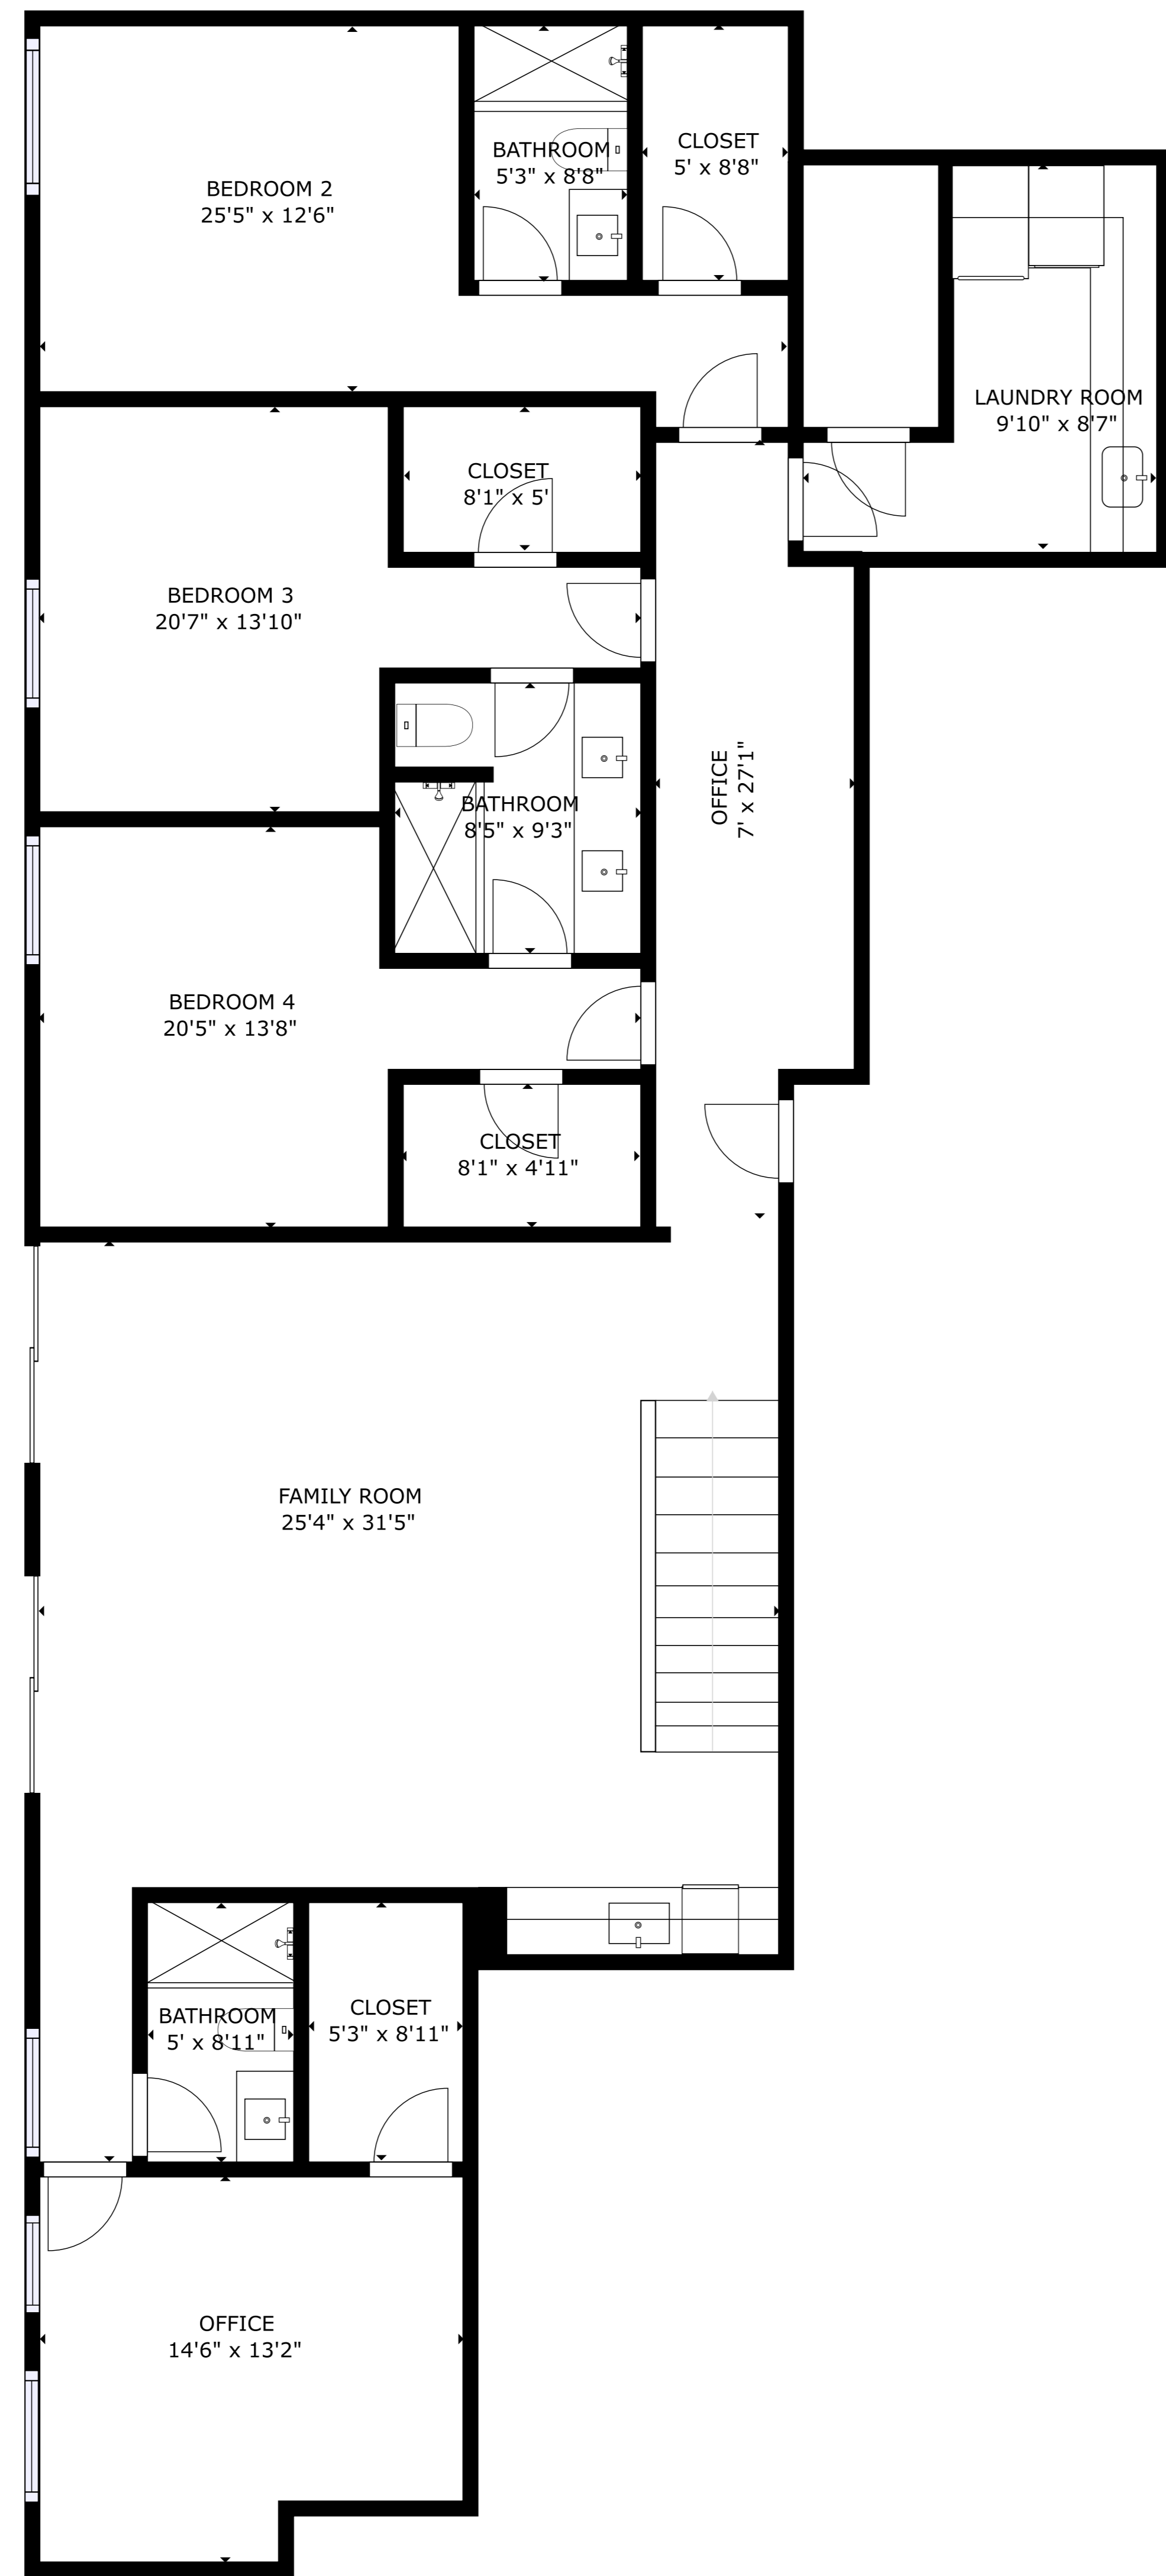 BEDROOM 2
25'5" x 12'6"
BATHROOM
5'3" x 8'8"
CLOSET
5' x 8'8"
LAUNDRY ROOM
9'10" x 8'7"
CLOSET
8'1" x 5'
BEDROOM 3
20'7" x 13'10"
BATHROOM
8'5" x 9'3"
OFFICE
7' x 27'1"
BEDROOM 4
20'5" x 13'8"
CLOSET
8'1" x 4'11"
FAMILY ROOM
25'4" x 31'5"
BATHROOM
5' x 8'11"
CLOSET
5'3" x 8'11"
OFFICE
14'6" x 13'2"